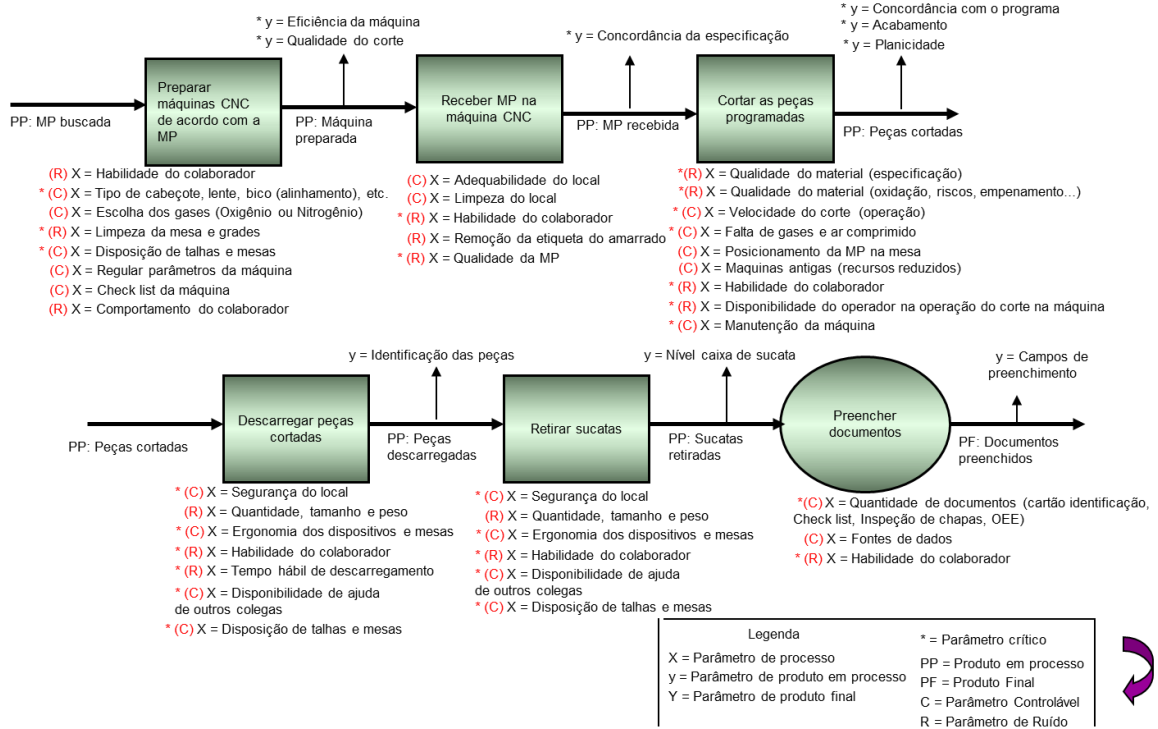 * y = Eficiência da máquina
* y = Qualidade do corte
* y = Concordância da especificação
* y = Concordância com o programa
* y = Acabamento
* y = Planicidade
Preparar
máquinas CNC
de acordo com a
MP
Receber MP na
máquina CNC
Cortar as peças
programadas
PP: MP buscada
PP: Máquina
preparada
PP: MP recebida
PP: Peças cortadas
(R) X = Habilidade do colaborador
* (C) X = Tipo de cabeçote, lente, bico (alinhamento), etc.
(C) X = Escolha dos gases (Oxigênio ou Nitrogênio)
* (R) X = Limpeza da mesa e grades
* (C) X = Disposição de talhas e mesas
(C) X = Regular parâmetros da máquina
(C) X = Check list da máquina
(R) X = Comportamento do colaborador
(C) X = Adequabilidade do local
(C) X = Limpeza do local
* (R) X = Habilidade do colaborador
(R) X = Remoção da etiqueta do amarrado
* (R) X = Qualidade da MP
*(R) X = Qualidade do material (especificação)
*(R) X = Qualidade do material (oxidação, riscos, empenamento...)
* (C) X = Velocidade do corte (operação)
* (C) X = Falta de gases e ar comprimido
(C) X = Posicionamento da MP na mesa
(C) X = Maquinas antigas (recursos reduzidos)
* (R) X = Habilidade do colaborador
* (R) X = Disponibilidade do operador na operação do corte na máquina
* (C) X = Manutenção da máquina
y = Identificação das peças
y = Nível caixa de sucata
y = Campos de
preenchimento
Descarregar peças
cortadas
Retirar sucatas
Preencher
documentos
PP: Peças cortadas
PP: Peças
descarregadas
PP: Sucatas
retiradas
PF: Documentos
preenchidos
* (C) X = Segurança do local
(R) X = Quantidade, tamanho e peso
* (C) X = Ergonomia dos dispositivos e mesas
* (R) X = Habilidade do colaborador
* (R) X = Tempo hábil de descarregamento
* (C) X = Disponibilidade de ajuda
de outros colegas
* (C) X = Disposição de talhas e mesas
* (C) X = Segurança do local
(R) X = Quantidade, tamanho e peso
* (C) X = Ergonomia dos dispositivos e mesas
* (R) X = Habilidade do colaborador
* (C) X = Disponibilidade de ajuda
de outros colegas
* (C) X = Disposição de talhas e mesas
*(C) X = Quantidade de documentos (cartão identificação,
Check list, Inspeção de chapas, OEE)
(C) X = Fontes de dados
* (R) X = Habilidade do colaborador
Legenda
X = Parâmetro de processo
y = Parâmetro de produto em processo
Y = Parâmetro de produto final
* = Parâmetro crítico
PP = Produto em processo
PF = Produto Final
C = Parâmetro Controlável
R = Parâmetro de Ruído